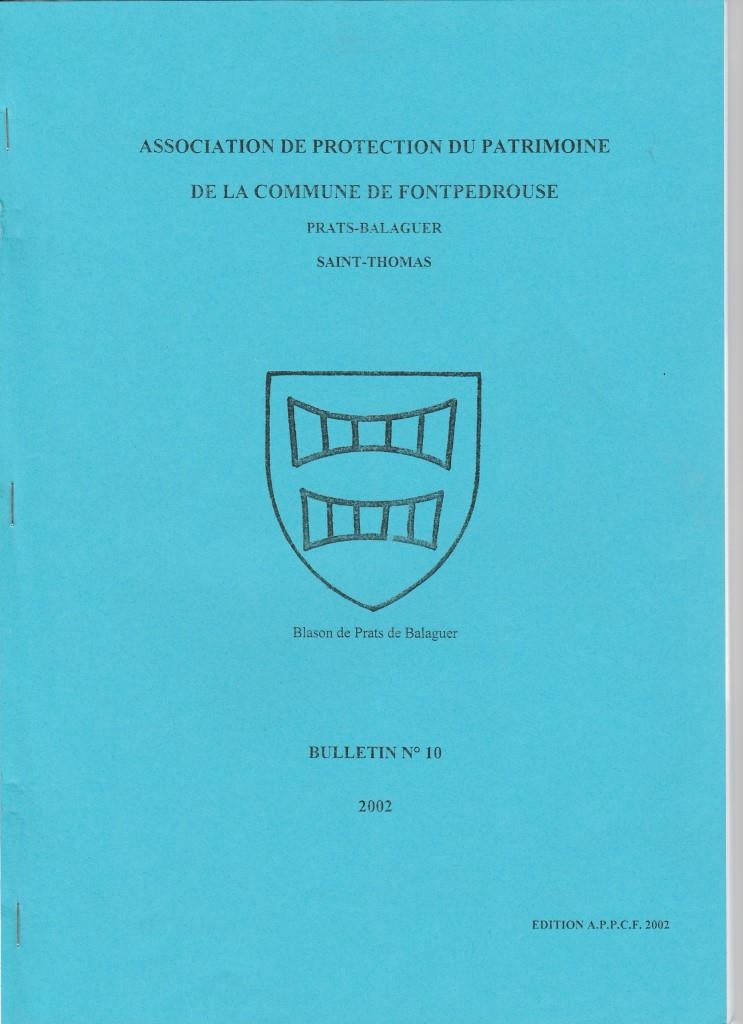 ASSOCIATION DE PROTECTION DU PATRIMOINE
DE LA COMMUNE DE FONTPEDROUSE
PRATS-BALAGUER
SAINT-THOMAS
Blason de Prats de Balaguer
BULLETIN N° 10
2002
EDITION A.P.P.C.F. 2002